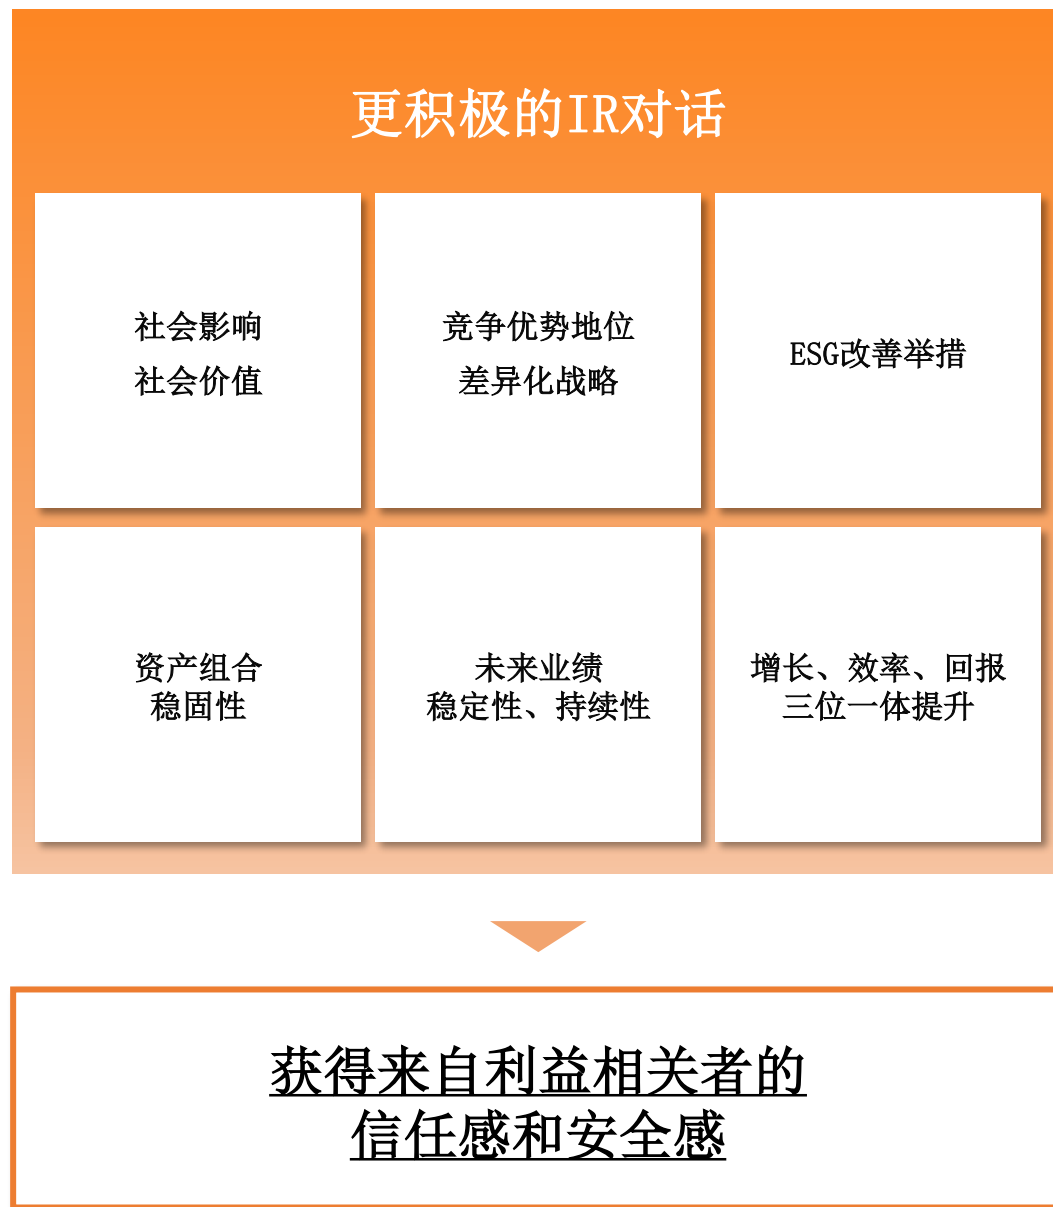 更积极的IR对话
社会影响
社会价值
竞争优势地位
差异化战略
ESG改善举措
资产组合
稳固性
未来业绩
稳定性、持续性
增长、效率、回报
三位一体提升
获得来自利益相关者的
信任感和安全感